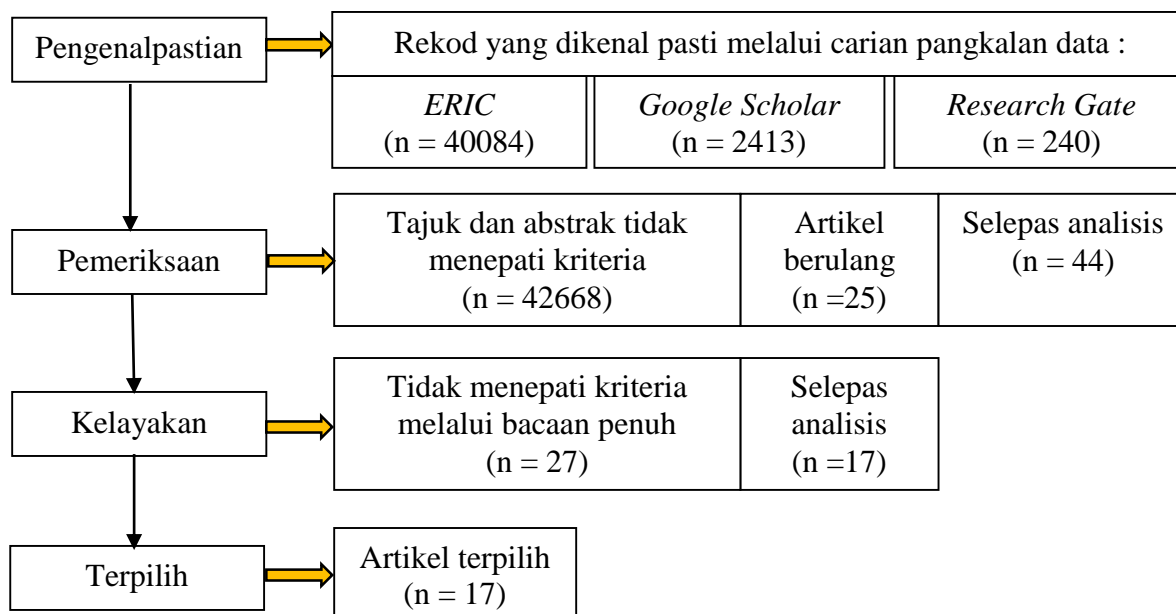 Pengenalpastian
Rekod yang dikenal pasti melalui carian pangkalan data :
ERIC
(n = 40084)
Google Scholar
(n = 2413)
Research Gate
(n = 240)
Pemeriksaan
Tajuk dan abstrak tidak
menepati kriteria
(n = 42668)
Artikel
berulang
(n =25)
Selepas analisis
(n = 44)
Kelayakan
Tidak menepati kriteria
melalui bacaan penuh
(n = 27)
Selepas
analisis
(n =17)
Terpilih
Artikel terpilih
(n = 17)